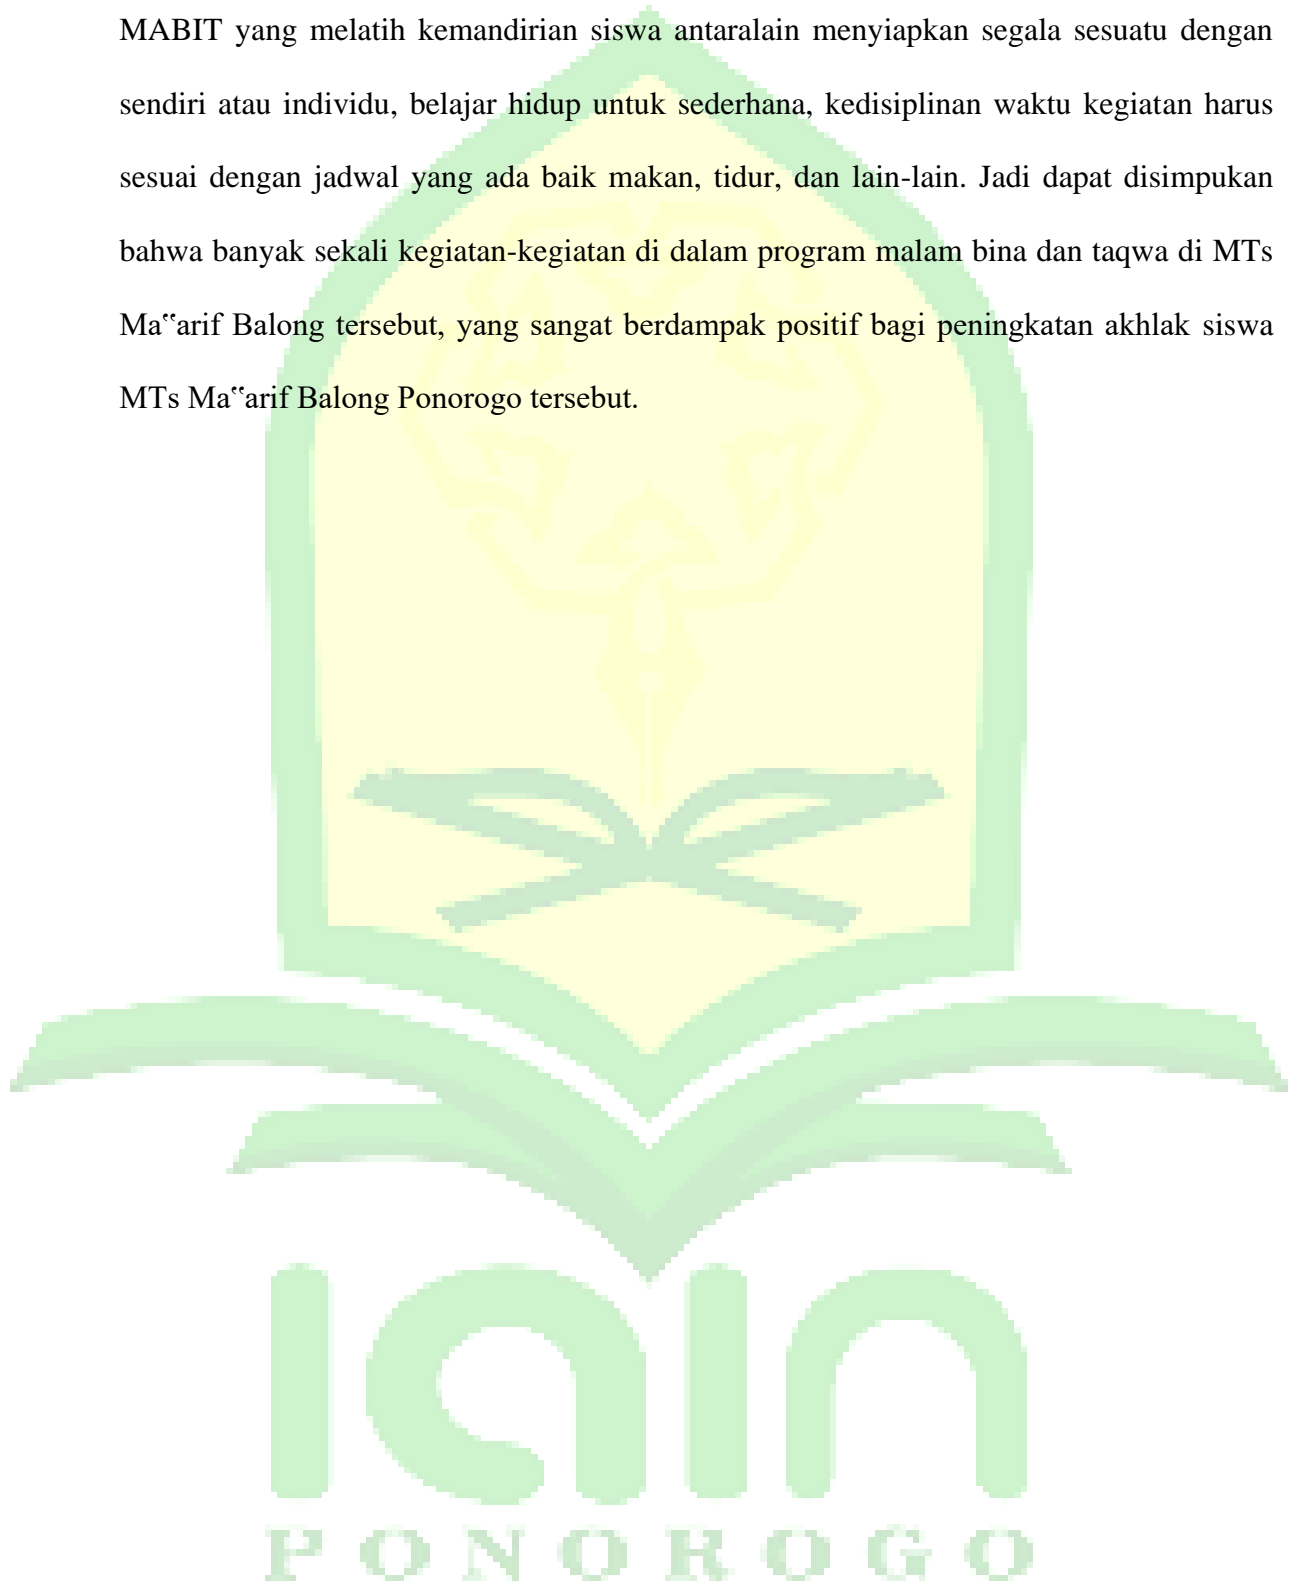 MABIT yang melatih kemandirian siswa antaralain menyiapkan segala sesuatu dengan
sendiri atau individu, belajar hidup untuk sederhana, kedisiplinan waktu kegiatan harus
sesuai dengan jadwal yang ada baik makan, tidur, dan lain-lain. Jadi dapat disimpukan
bahwa banyak sekali kegiatan-kegiatan di dalam program malam bina dan taqwa di MTs
Ma‟arif Balong tersebut, yang sangat berdampak positif bagi peningkatan akhlak siswa
MTs Ma‟arif Balong Ponorogo tersebut.
iain
PONOROGO